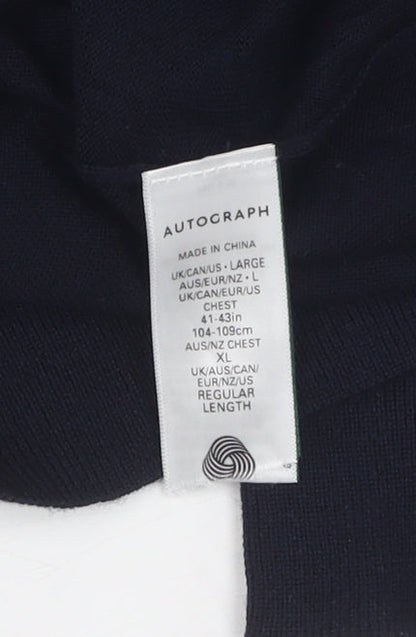 AUTOGRAPH
MADE IN CHINA
UK/CAN/US • LARGE
AUS/EUR/NZ • L
UK/CAN/EUR/US
CHEST
41-43in
104-109cm
AUS/NZ CHEST
XL
UK/AUS/CAN/
EUR/NZ/US
REGULAR
LENGTH